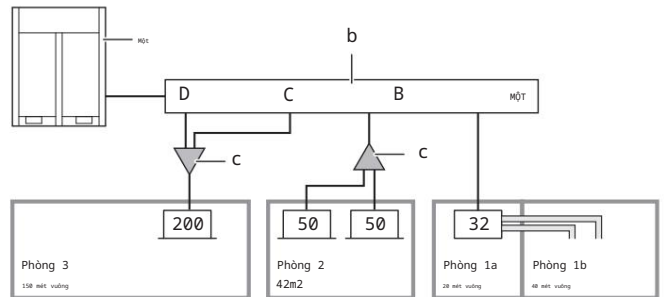 b
Một
D C B MỘT
c c
200 50 50 32
Phòng 3 Phòng 2 Phòng 1a Phòng 1b
150 mét vuông 42m2 20 mét vuông 40 mét vuông